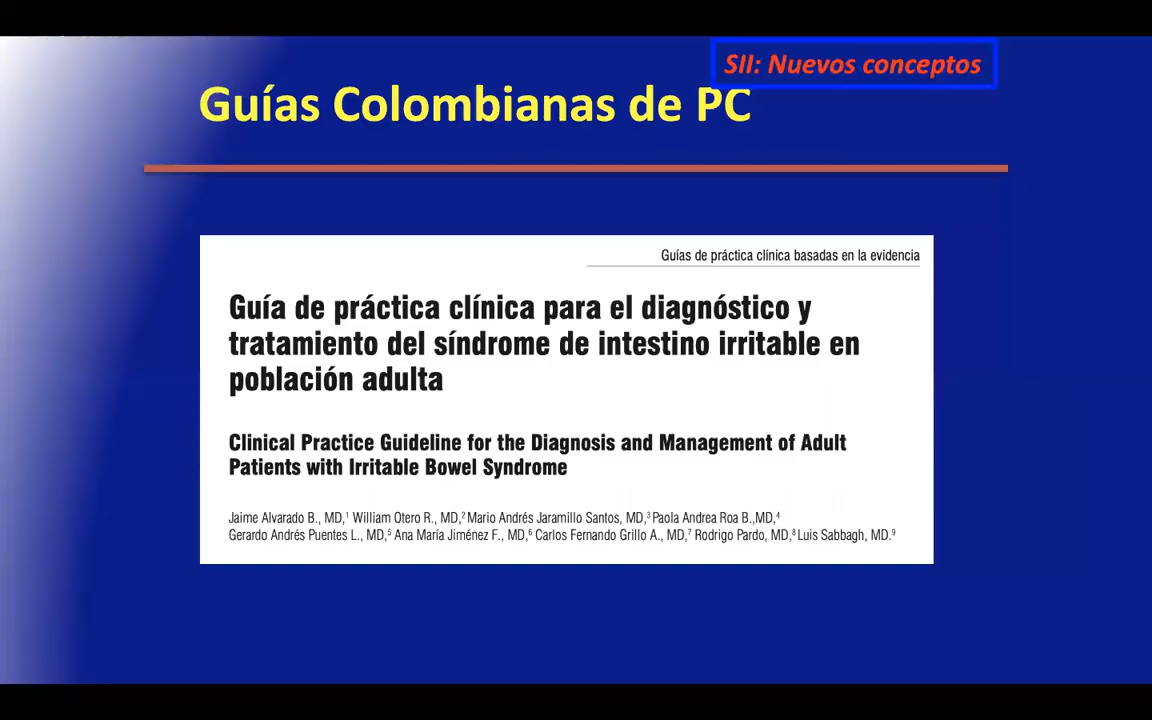 SII: Nuevos conceptos
Guías Colombianas de PC
Guías de práctica clínica basadas en la evidencia
Guía de práctica clínica para el diagnóstico y
tratamiento del síndrome de intestino irritable en
población adulta
Clinical Practice Guideline for the Diagnosis and Management of Adult
Patients with Irritable Bowel Syndrome
Jaime Alvarado B., MD,¹ William Otero R., MD,² Mario Andrés Jaramillo Santos, MD,³ Paola Andrea Roa B.,MD,⁴
Gerardo Andrés Puentes L., MD,⁵ Ana María Jiménez F., MD,⁶ Carlos Fernando Grillo A., MD,⁷ Rodrigo Pardo, MD,⁸ Luis Sabbagh, MD.⁹